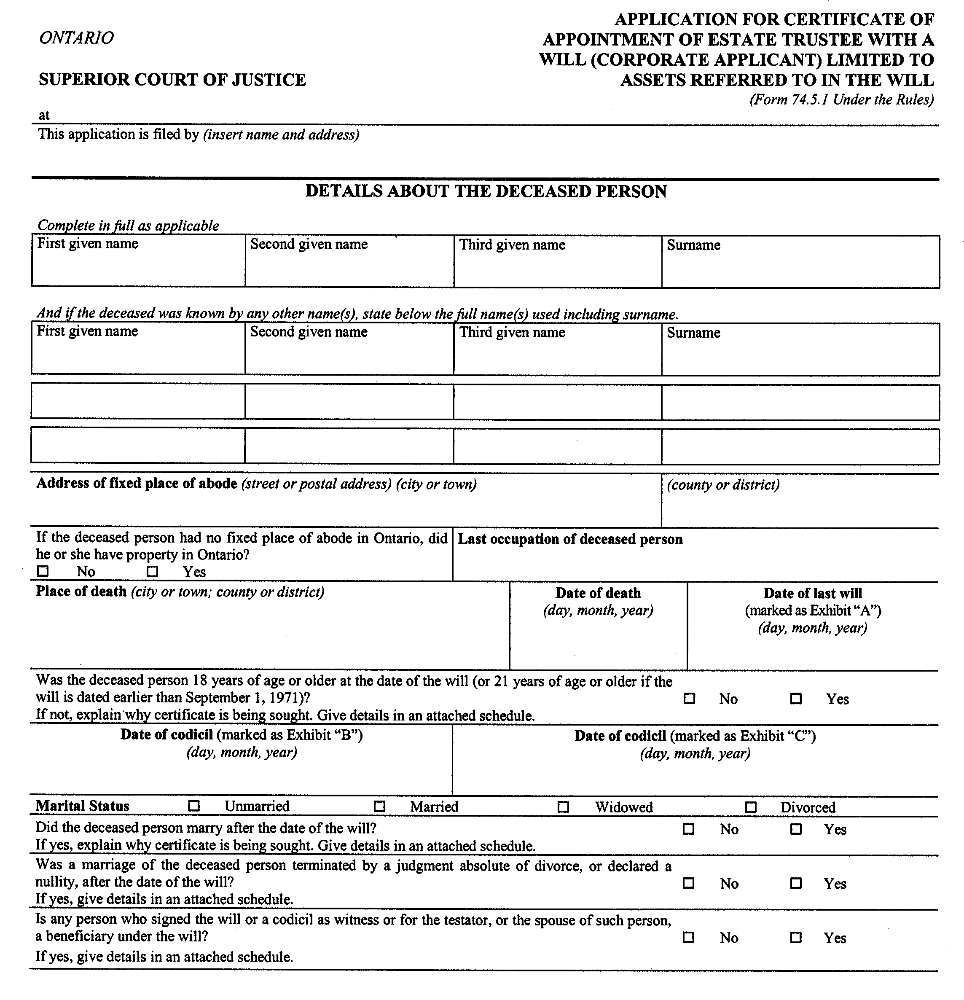 ONTARIO
SUPERIOR COURT OF JUSTICE
at
APPLICATION FOR CERTIFICATE OF
APPOINTMENT OF ESTATE TRUSTEE WITH A
WILL (CORPORATE APPLICANT) LIMITED TO
ASSETS REFERRED TO IN THE WILL
(Form 74.5.1 Under the Rules)
This application is filed by (insert name and address)
DETAILS ABOUT THE DECEASED PERSON
Complete in full as applicable
First given name Second given name Third given name Surname
And if the deceased was known by any other name(s), state below the full name(s) used including surname.
First given name Second given name Third given name Surname
Address of fixed place of abode (street or postal address) (city or town) (county or district)
If the deceased person had no fixed place of abode in Ontario, did
he or she have property in Ontario?
☐ No ☐ Yes
Last occupation of deceased person
Place of death (city or town; county or district)
Date of death
(day, month, year)
Date of last will
(marked as Exhibit “A”)
(day, month, year)
Was the deceased person 18 years of age or older at the date of the will (or 21 years of age or older if the
will is dated earlier than September 1, 1971)? ☐ No ☐ Yes
If not, explain why certificate is being sought. Give details in an attached schedule.
Date of codicil (marked as Exhibit “B”)
(day, month, year)
Date of codicil (marked as Exhibit “C”)
(day, month, year)
Marital Status ☐ Unmarried ☐ Married ☐ Widowed ☐ Divorced
Did the deceased person marry after the date of the will? ☐ No ☐ Yes
If yes, explain why certificate is being sought. Give details in an attached schedule.
Was a marriage of the deceased person terminated by a judgment absolute of divorce, or declared a
nullity, after the date of the will? ☐ No ☐ Yes
If yes, give details in an attached schedule.
Is any person who signed the will or a codicil as witness or for the testator, or the spouse of such person,
a beneficiary under the will? ☐ No ☐ Yes
If yes, give details in an attached schedule.